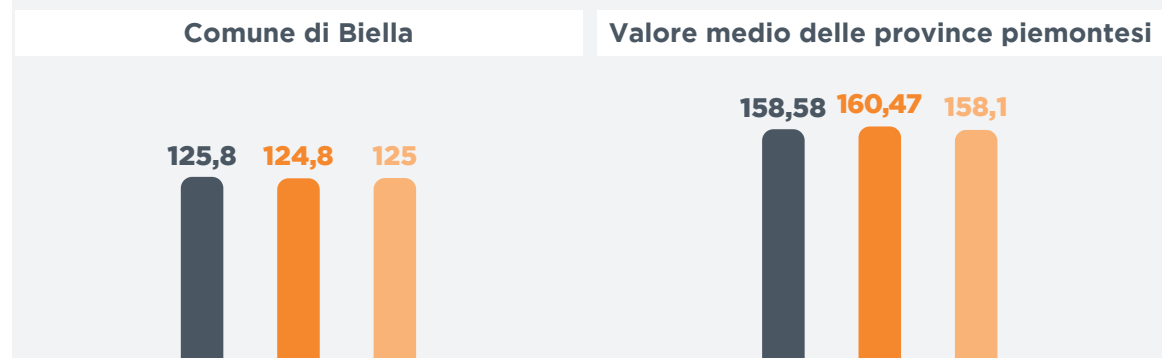 Comune di Biella
Valore medio delle province piemontesi
125,8 124,8 125
158,58 160,47 158,1